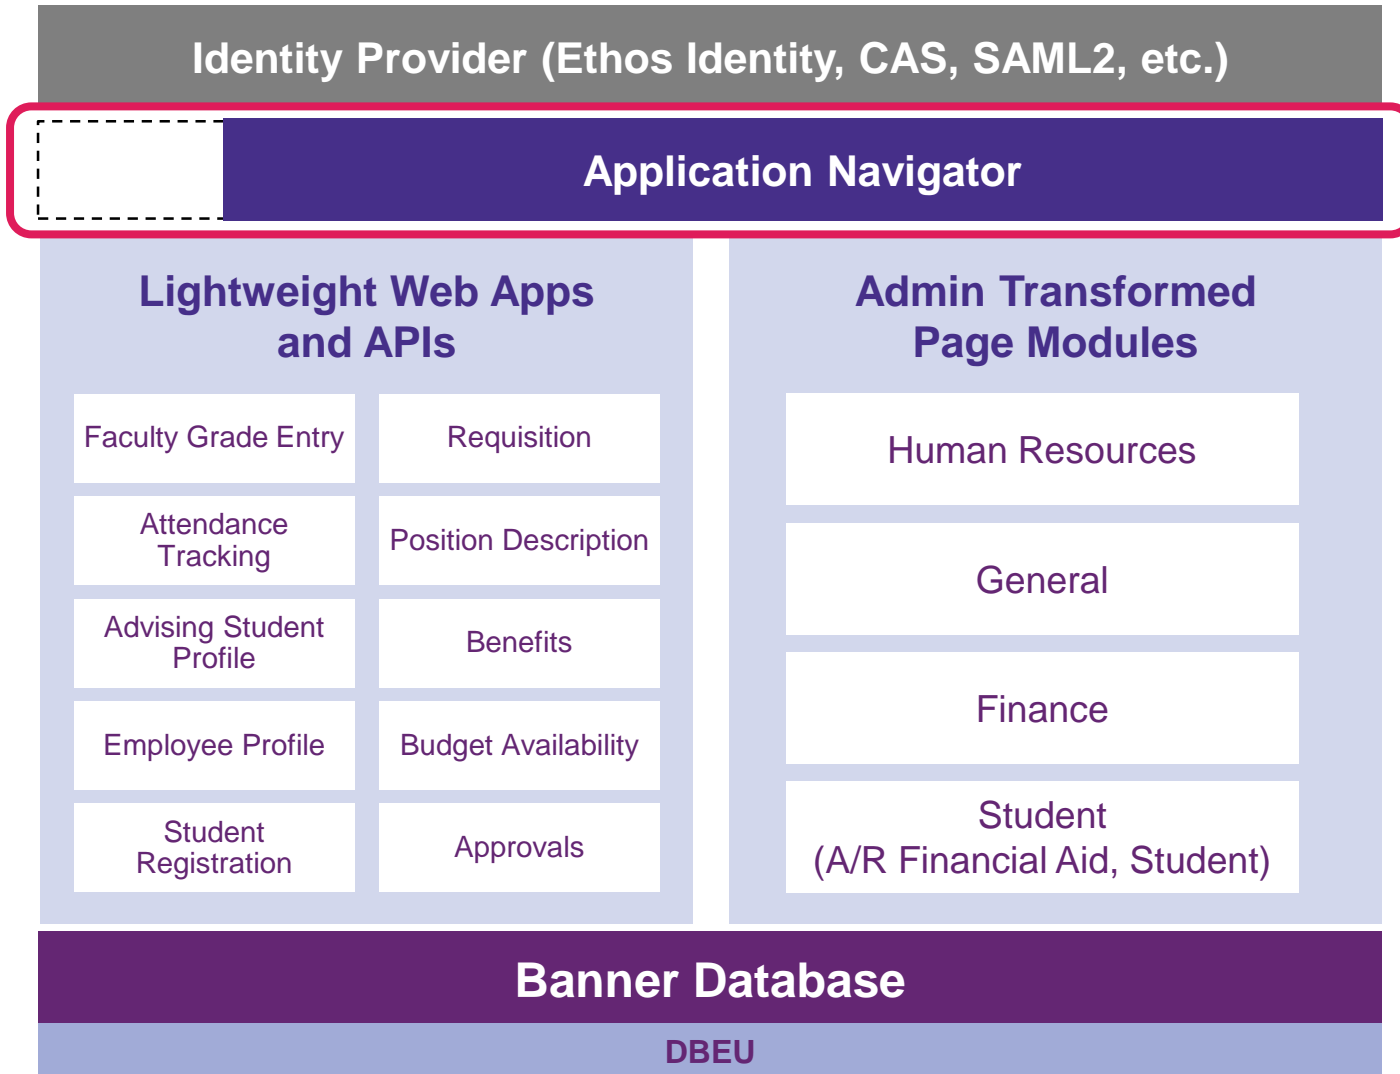 Identity Provider (Ethos Identity, CAS, SAML2, etc.)
Application Navigator
Lightweight Web Apps
and APIs
Faculty Grade Entry
Requisition
Attendance
Tracking
Position Description
Advising Student
Profile
Benefits
Employee Profile
Budget Availability
Student
Registration
Approvals
Admin Transformed
Page Modules
Human Resources
General
Finance
Student
(A/R Financial Aid, Student)
Banner Database
DBEU